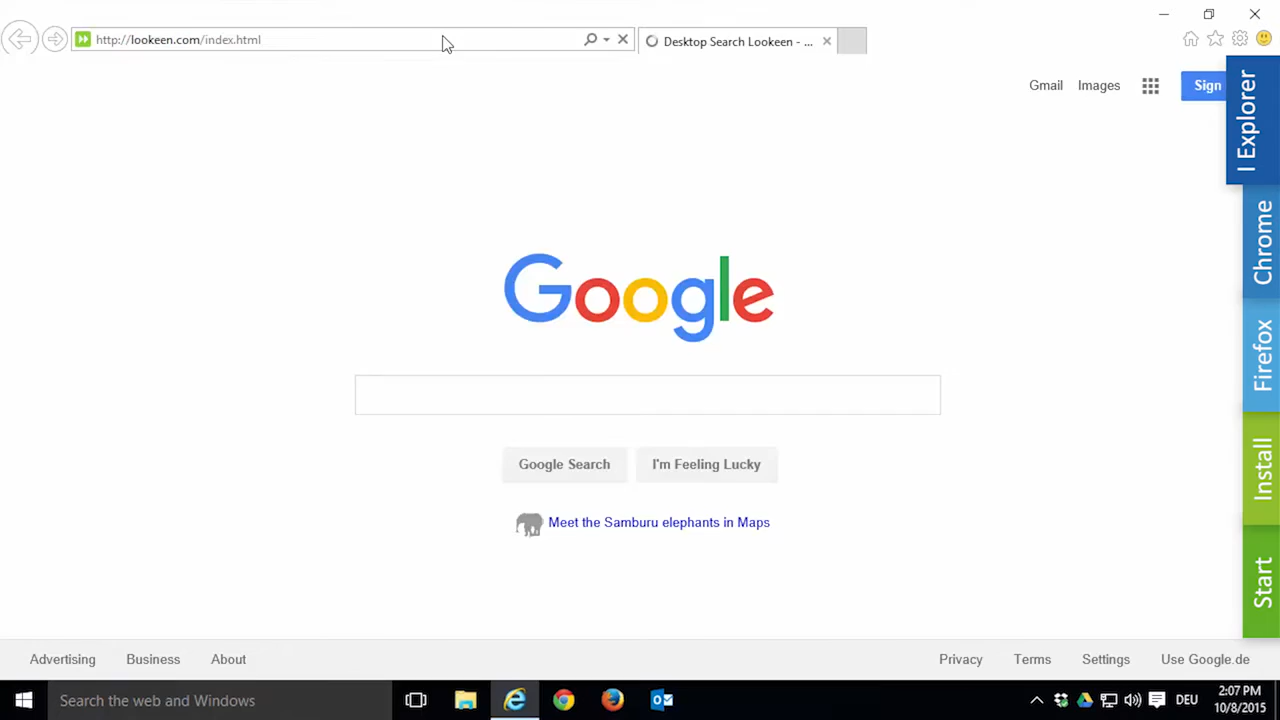 http://lookeen.com/index.html
Desktop Search Lookeen - ...
Gmail Images
Sign
I Explorer
Chrome
Firefox
Install
Start
Google
Google Search
I'm Feeling Lucky
Meet the Samburu elephants in Maps
Advertising Business About
Privacy Terms Settings Use Google.de
Search the web and Windows
DEU
2:07 PM
10/8/2015